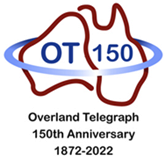 OT 150
Overland Telegraph
150th Anniversary
1872-2022